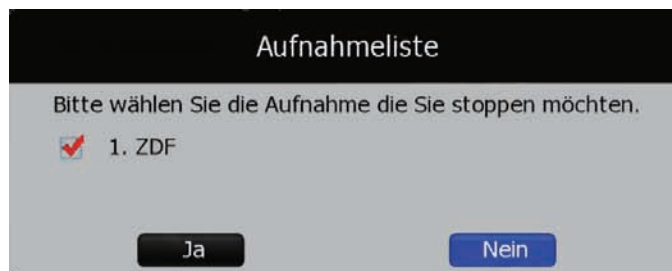 Aufnahmeliste
Bitte wählen Sie die Aufnahme die Sie stoppen möchten.
1. ZDF
Ja
Nein